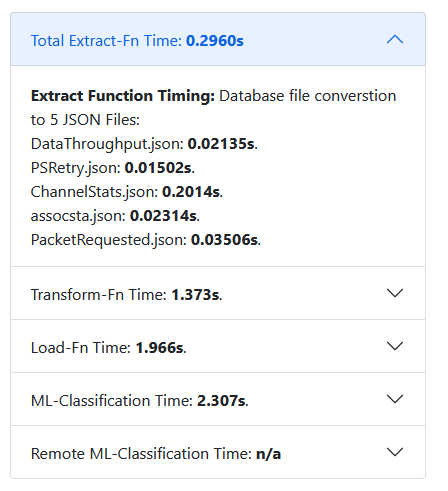 Total Extract-Fn Time: 0.2960s
Extract Function Timing: Database file converstion
to 5 JSON Files:
DataThroughput.json: 0.02135s.
PSRetry.json: 0.01502s.
ChannelStats.json: 0.2014s.
assocsta.json: 0.02314s.
PacketRequested.json: 0.03506s.
Transform-Fn Time: 1.373s.
Load-Fn Time: 1.966s.
ML-Classification Time: 2.307s.
Remote ML-Classification Time: n/a